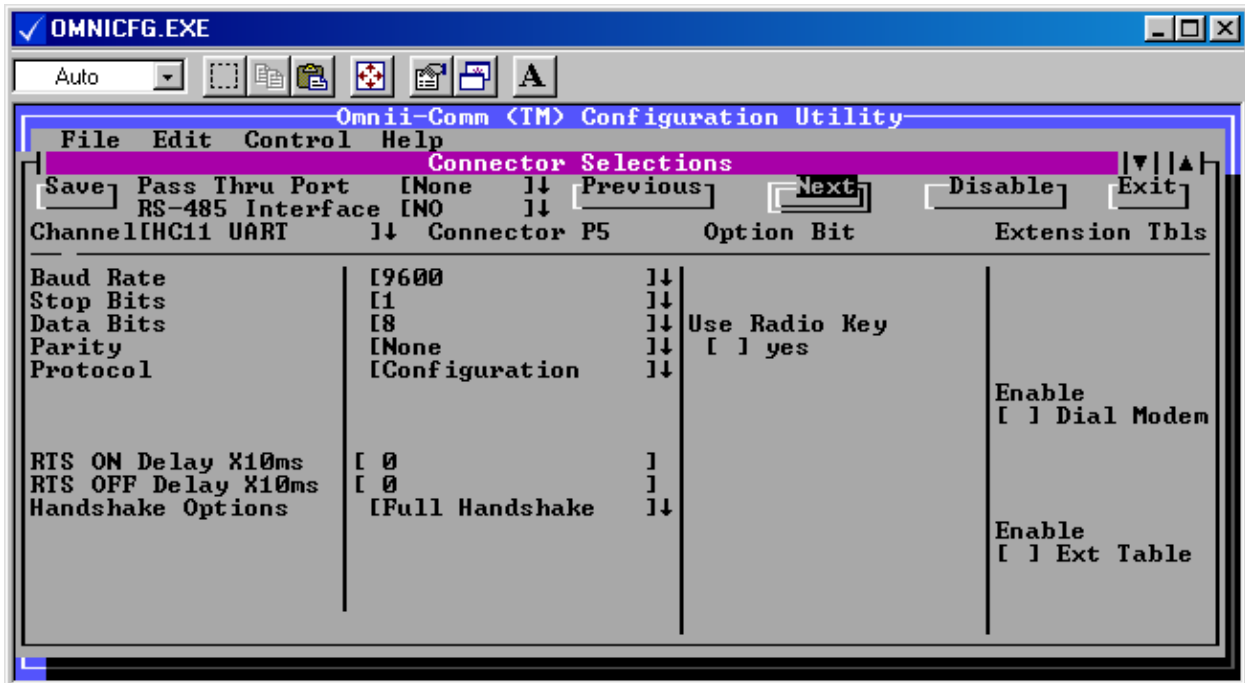 OMNICFG.EXE
Auto
A
Omnii-Comm (TM) Configuration Utility
File Edit Control Help
Connector Selections
Save Pass Thru Port [None ]↓ Previous Next Disable Exit
RS-485 Interface [NO ]↓
Channel[HC11 UART ]↓ Connector P5 Option Bit Extension Tbls
Baud Rate [9600 ]↓
Stop Bits [1 ]↓
Data Bits [8 ]↓ Use Radio Key
Parity [None ]↓ [ ] yes
Protocol [Configuration ]↓
Enable
[ ] Dial Modem
RTS ON Delay X10ms [ 0 ]
RTS OFF Delay X10ms [ 0 ]
Handshake Options [Full Handshake ]↓
Enable
[ ] Ext Table